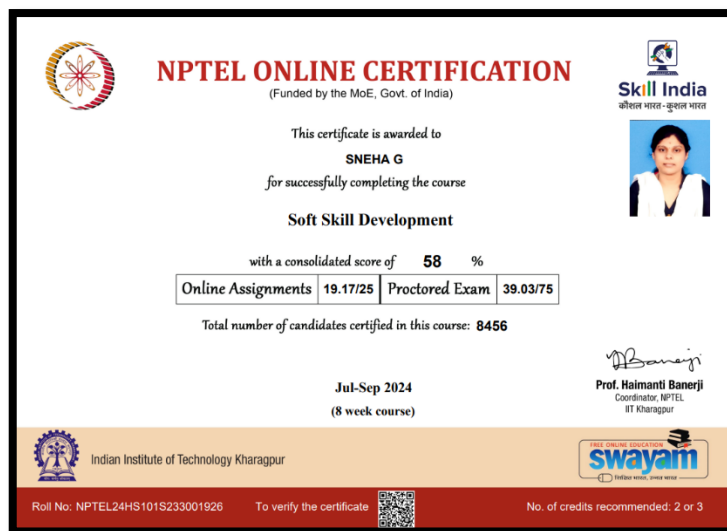 NPTEL ONLINE CERTIFICATION
(Funded by the MoE, Govt. of India)
Skill India
कौशल भारत-कुशल भारत
This certificate is awarded to
SNEHA G
for successfully completing the course
Soft Skill Development
with a consolidated score of 58 %
Online Assignments 19.17/25 Proctored Exam 39.03/75
Total number of candidates certified in this course: 8456
Jul-Sep 2024
(8 week course)
Prof. Haimanti Banerji
Coordinator, NPTEL
IIT Kharagpur
Indian Institute of Technology Kharagpur
FREE ONLINE EDUCATION
swayam
शिक्षित भारत, उन्नत भारत
Roll No: NPTEL24HS101S233001926
To verify the certificate
No. of credits recommended: 2 or 3